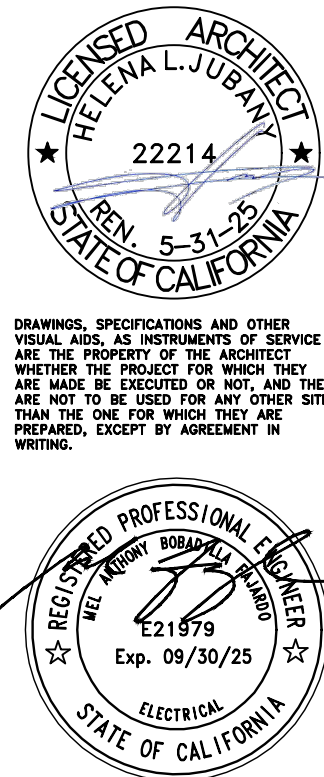 LICENSED ARCHITECT
HELENA L. JUBANY
22214
REN. 5-31-25
STATE OF CALIFORNIA
DRAWINGS, SPECIFICATIONS AND OTHER
VISUAL AIDS, AS INSTRUMENTS OF SERVICE
ARE THE PROPERTY OF THE ARCHITECT
WHETHER THE PROJECT FOR WHICH THEY
ARE MADE BE EXECUTED OR NOT, AND THE
ARE NOT TO BE USED FOR ANY OTHER SIT
THAN THE ONE FOR WHICH THEY ARE
PREPARED, EXCEPT BY AGREEMENT IN
WRITING.
REGISTERED PROFESSIONAL ENGINEER
MEL ANTHONY BOBADILLA FAJARDO
E21979
Exp. 09/30/25
ELECTRICAL
STATE OF CALIFORNIA